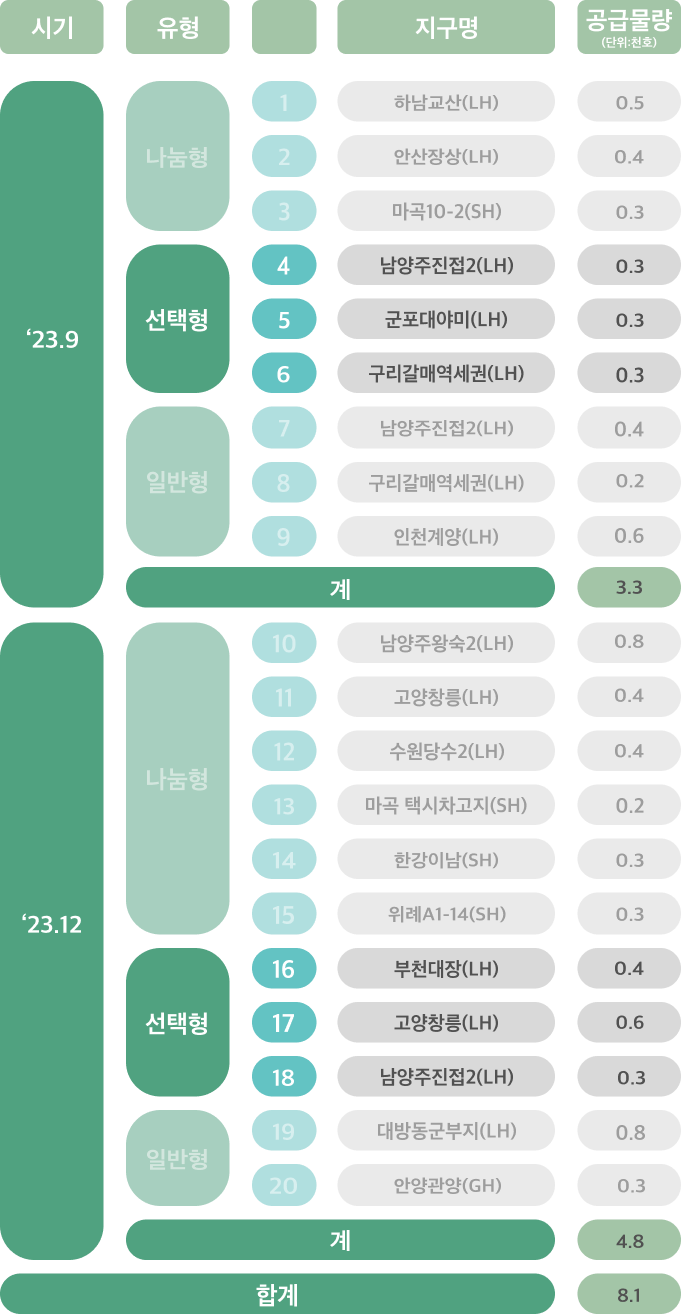 시기 유형 지구명 공급물량
(단위:천호)
‘23.9
나눔형
1 하남교산(LH) 0.5
2 안산장상(LH) 0.4
3 마곡10-2(SH) 0.3
선택형
4 남양주진접2(LH) 0.3
5 군포대야미(LH) 0.3
6 구리갈매역세권(LH) 0.3
일반형
7 남양주진접2(LH) 0.4
8 구리갈매역세권(LH) 0.2
9 인천계양(LH) 0.6
계 3.3
‘23.12
나눔형
10 남양주왕숙2(LH) 0.8
11 고양창릉(LH) 0.4
12 수원당수2(LH) 0.4
13 마곡 택시차고지(SH) 0.2
14 한강이남(SH) 0.3
15 위례A1-14(SH) 0.3
선택형
16 부천대장(LH) 0.4
17 고양창릉(LH) 0.6
18 남양주진접2(LH) 0.3
일반형
19 대방동군부지(LH) 0.8
20 안양관양(GH) 0.3
계 4.8
합계 8.1